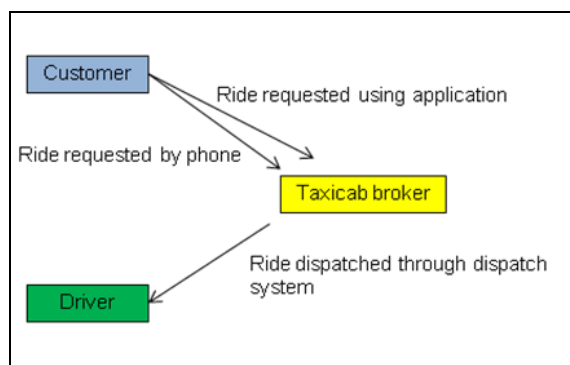 Customer
Ride requested using application
Ride requested by phone
Taxicab broker
Ride dispatched through dispatch
system
Driver